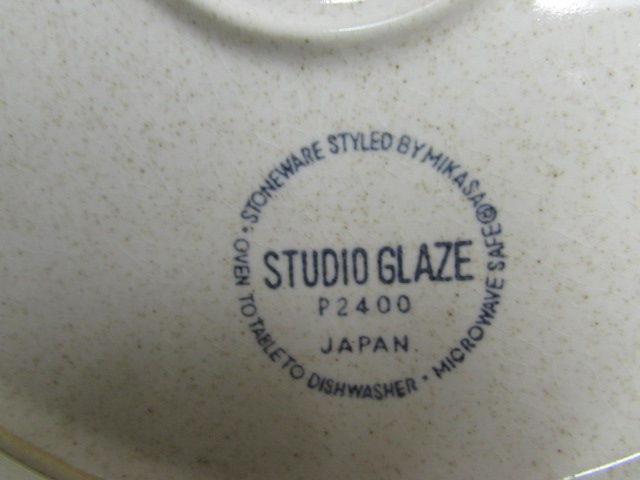 STONEWARE STYLED BY MIKASA®
STUDIO GLAZE
P2400
JAPAN
• OVEN TO TABLE TO DISHWASHER • MICROWAVE SAFE